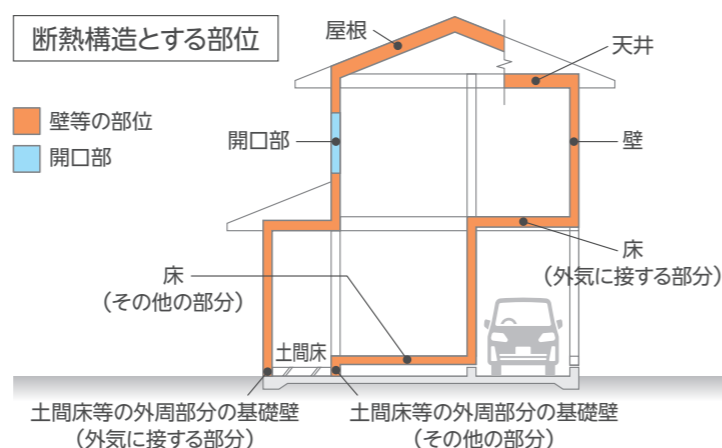 断熱構造とする部位
壁等の部位
開口部
屋根
天井
開口部
壁
床
(外気に接する部分)
床
(その他の部分)
土間床
土間床等の外周部分の基礎壁
(外気に接する部分)
土間床等の外周部分の基礎壁
(その他の部分)